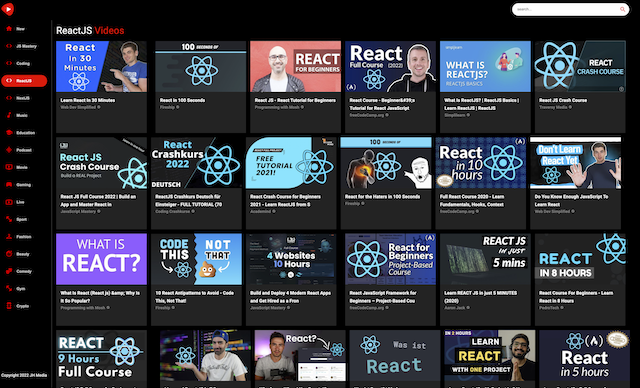 Search...
New
JS Mastery
Coding
ReactJS
NextJS
Music
Education
Podcast
Movie
Gaming
Live
Sport
Fashion
Beauty
Comedy
Gym
Crypto
Copyright 2022 JH Media
ReactJS Videos
React
In 30
Minutes
Learn React In 30 Minutes
Web Dev Simplified
100 SECONDS OF
React in 100 Seconds
Fireship
REACT
FOR BEGINNERS
React JS - React Tutorial for Beginners
Programming with Mosh
React
Full Course (2022)
React Course - Beginner&#39;s
Tutorial for React JavaScript
freeCodeCamp.org
WHAT IS
REACTJS?
REACTJS BASICS
What Is ReactJS? | ReactJS Basics |
Learn ReactJS | ReactJS
SimpliLearn
REACT
CRASH COURSE
React JS Crash Course
Traversy Media
React JS
Crash Course
Build a REAL Project
React JS Full Course 2022 | Build an
App and Master React in
JavaScript Mastery
React
Crashkurs
2022
DEUTSCH
ReactJS Crashkurs Deutsch für
Einsteiger - FULL TUTORIAL (70
Coding Crashkurse
FREE
TUTORIAL
2021!
React Crash Course for Beginners
2021 - Learn ReactJS from S
Academind
100 SECONDS OF
React for the Haters in 100 Seconds
Fireship
React
in 10
hours
Full React Course 2020 - Learn
Fundamentals, Hooks, Context
freeCodeCamp.org
Don't Learn
React Yet
Do You Know Enough JavaScript To
Learn React
Web Dev Simplified
WHAT IS
REACT?
What is React (React js) &amp; Why is
It So Popular?
Programming with Mosh
CODE
THIS
NOT
THAT
10 React Antipatterns to Avoid - Code
This, Not That!
Fireship
4 Websites
10 Hours
Build and Deploy 4 Modern React Apps
and Get Hired as a Fron
JavaScript Mastery
React for
Beginners
Project-Based
Course
React JavaScript Framework for
Beginners – Project-Based Cou
freeCodeCamp.org
REACT JS
IN JUST
5 mins
Learn REACT JS in just 5 MINUTES
(2020)
Aaron Jack
REACT
IN 8 HOURS
React Course For Beginners - Learn
React in 8 Hours
PedroTech
REACT
9 Hours
Full Course
React?
Was ist
React
IN 2 HOURS
LEARN
REACT
WITH ONE PROJECT
React
in 5 hours